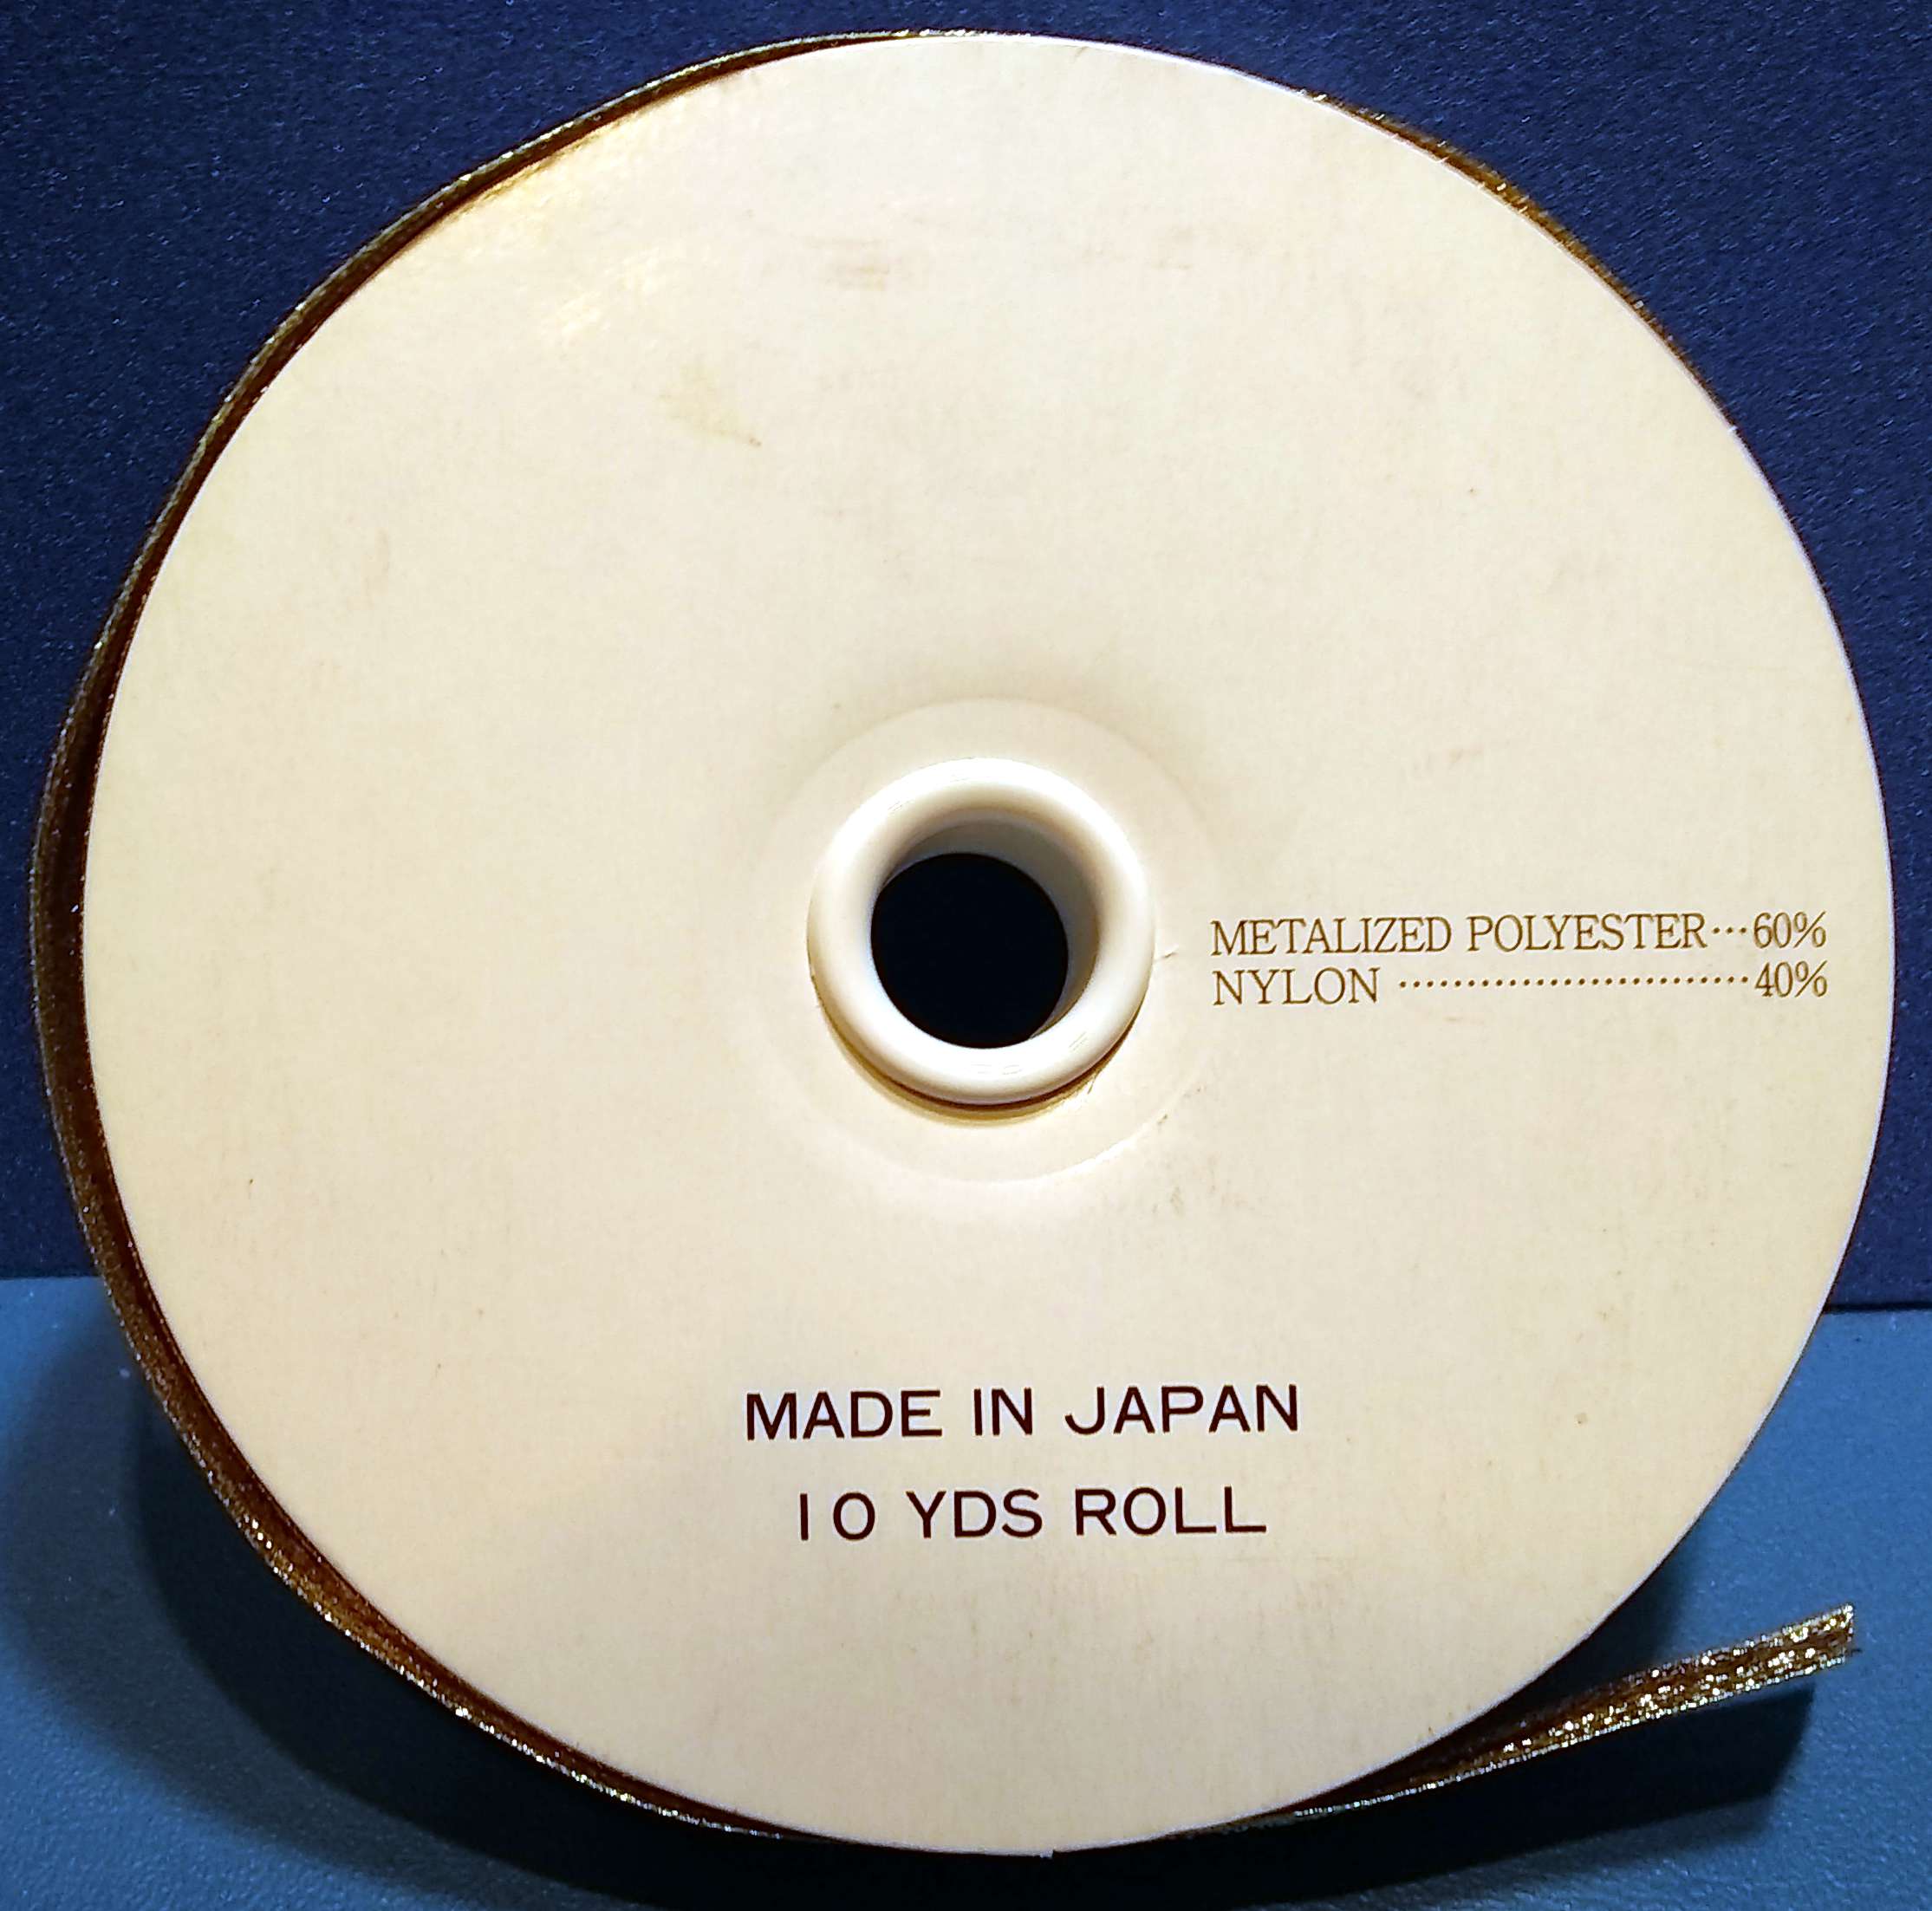 METALIZED POLYESTER···60%
NYLON ··························40%
MADE IN JAPAN
10 YDS ROLL